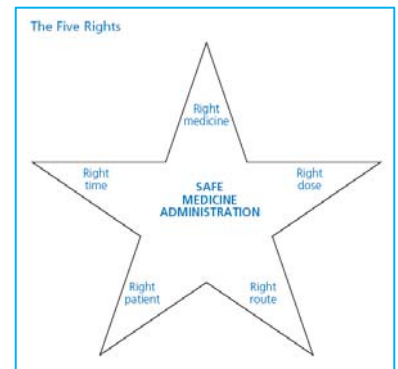 The Five Rights
Right
medicine
Right
time
Right
dose
SAFE
MEDICINE
ADMINISTRATION
Right
patient
Right
route